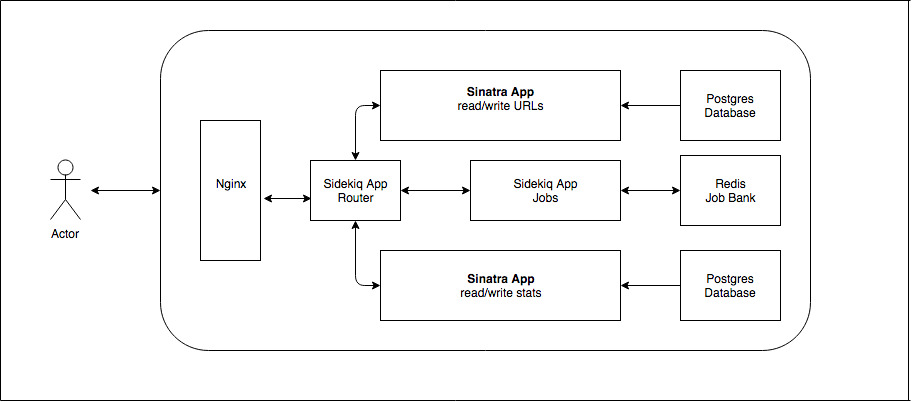 Sinatra App
read/write URLs
Postgres
Database
Nginx
Sidekiq App
Router
Sidekiq App
Jobs
Redis
Job Bank
Actor
Sinatra App
read/write stats
Postgres
Database